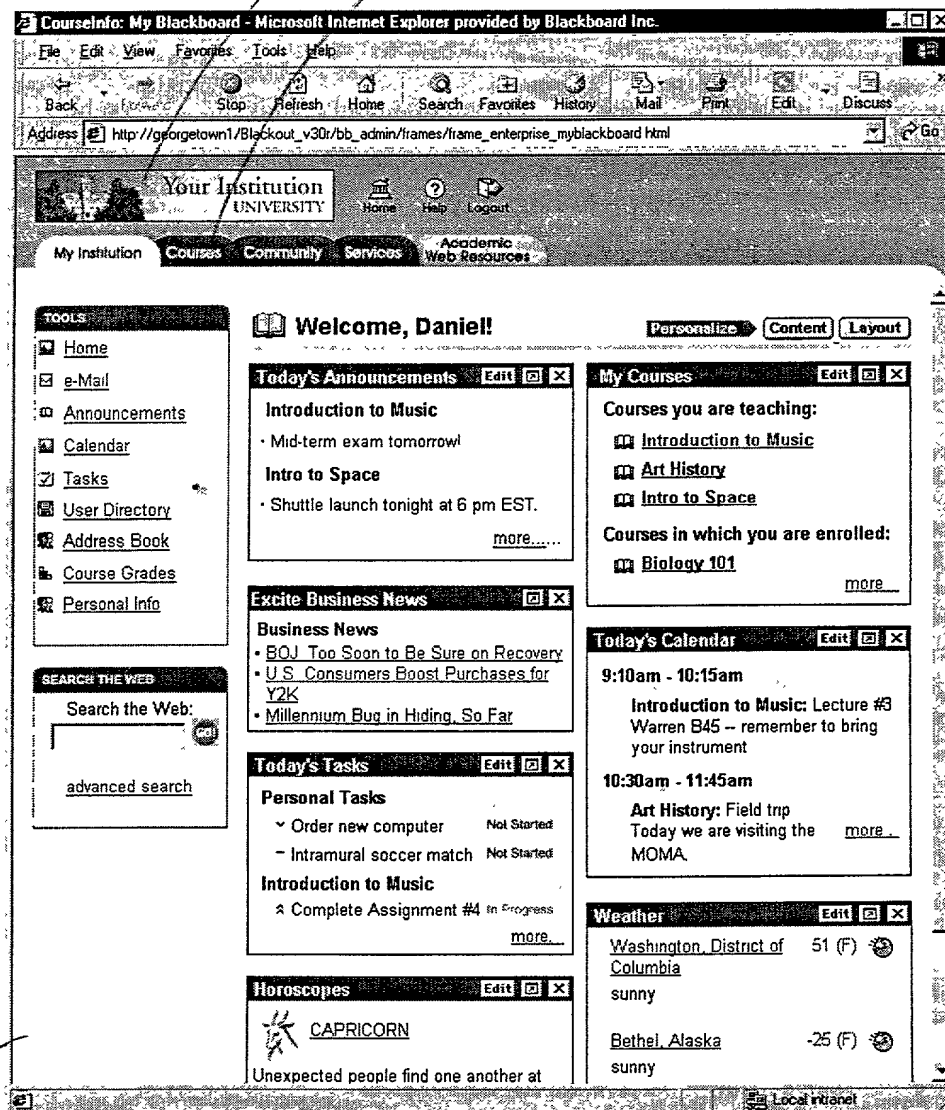 CourseInfo: My Blackboard - Microsoft Internet Explorer provided by Blackboard Inc.
File Edit View Favorites Tools Help
Back Stop Refresh Home Search Favorites History Mail Print Edit Discuss
Address http://georgetown1/Blackout_v30r/bb_admin/frames/frame_enterprise_myblackboard html Go
Your Institution
UNIVERSITY
Home Help Logout
My Institution Courses Community Services Academic Web Resources
TOOLS
Home
e-Mail
Announcements
Calendar
Tasks
User Directory
Address Book
Course Grades
Personal Info
SEARCH THE WEB
Search the Web:
GO!
advanced search
Welcome, Daniel!
Personalize Content Layout
Today's Announcements Edit
Introduction to Music
· Mid-term exam tomorrow!
Intro to Space
· Shuttle launch tonight at 6 pm EST.
more......
Excite Business News
Business News
• BOJ Too Soon to Be Sure on Recovery
• U S Consumers Boost Purchases for
Y2K
• Millennium Bug in Hiding, So Far
Today's Tasks Edit
Personal Tasks
Order new computer Not Started
Intramural soccer match Not Started
Introduction to Music
Complete Assignment #4 In Progress
more...
Horoscopes Edit
CAPRICORN
Unexpected people find one another at
My Courses Edit
Courses you are teaching:
Introduction to Music
Art History
Intro to Space
Courses in which you are enrolled:
Biology 101
more
Today's Calendar Edit
9:10am - 10:15am
Introduction to Music: Lecture #3
Warren B45 -- remember to bring
your instrument
10:30am - 11:45am
Art History: Field trip
Today we are visiting the more .
MOMA.
Weather Edit
Washington, District of 51 (F)
Columbia
sunny
Bethel, Alaska -25 (F)
sunny
Local intranet